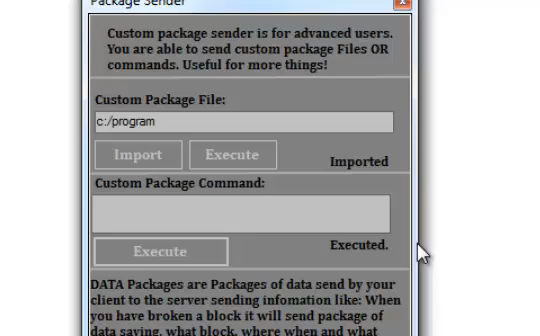 Package Sender
Custom package sender is for advanced users.
You are able to send custom package Files OR
commands. Useful for more things!
Custom Package File:
c:/program
Import
Execute
Imported
Custom Package Command:
Execute
Executed.
DATA Packages are Packages of data send by your
client to the server sending infomation like: When
you have broken a block it will send package of
data saying, what block, where when and what